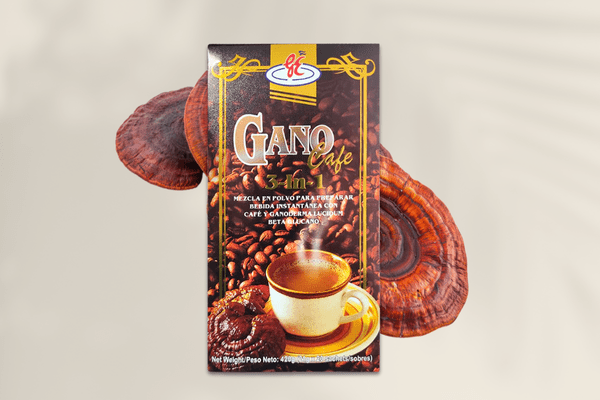 GANO
Cafe
3-in-1
MEZCLA EN POLVO PARA PREPARAR
BEBIDA INSTANTÁNEA CON
CAFÉ Y GANODERMA LUCIDUM
BETA GLUCANO
Net Weight/Peso Neto: